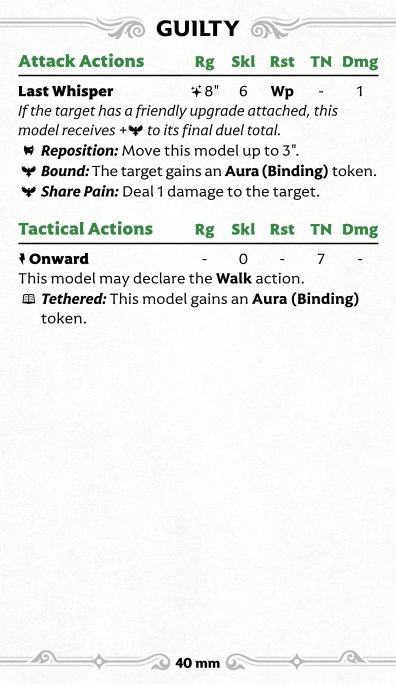 GUILTY
Attack Actions Rg Skl Rst TN Dmg
Last Whisper 8" 6 Wp - 1
If the target has a friendly upgrade attached, this
model receives + to its final duel total.
Reposition: Move this model up to 3".
Bound: The target gains an Aura (Binding) token.
Share Pain: Deal 1 damage to the target.
Tactical Actions Rg Skl Rst TN Dmg
Onward - 0 - 7 -
This model may declare the Walk action.
Tethered: This model gains an Aura (Binding)
token.
40 mm